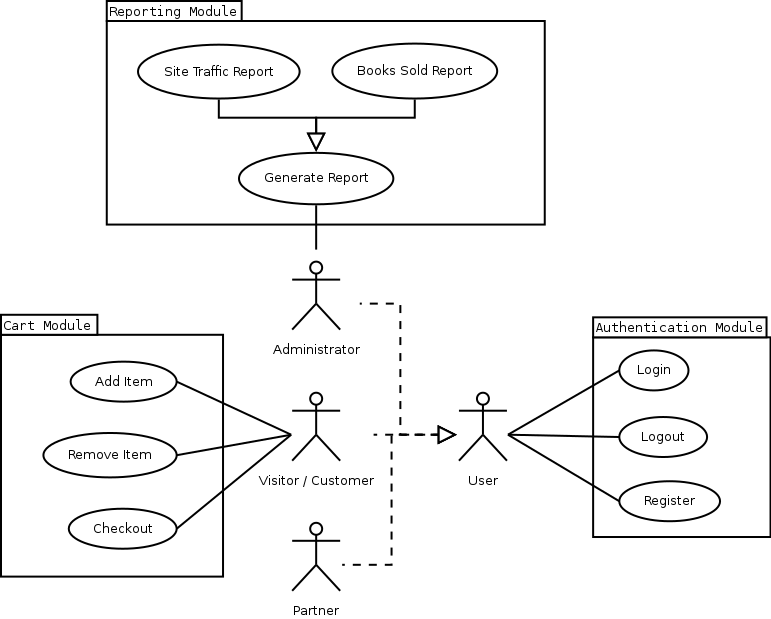 Reporting Module
Site Traffic Report
Books Sold Report
Generate Report
Administrator
Cart Module
Authentication Module
Add Item
Login
Remove Item
Logout
Visitor / Customer
User
Checkout
Register
Partner